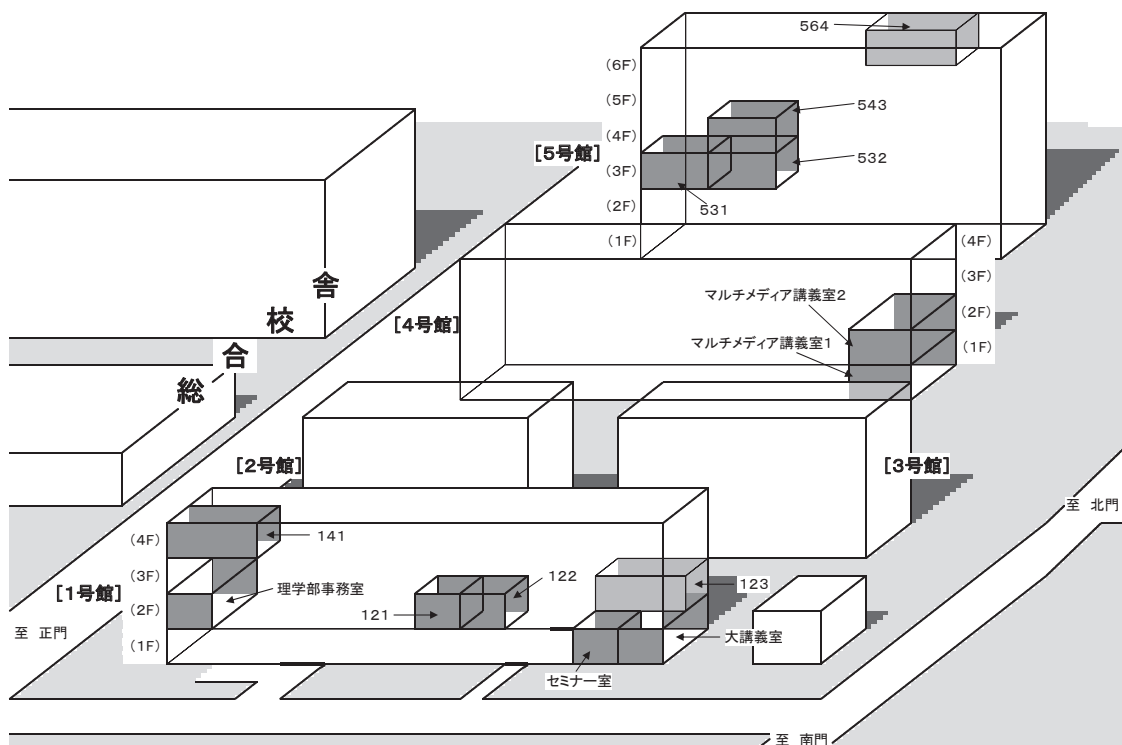 564
(6F)
(5F)
543
(4F)
[5号館]
532
(3F)
(2F)
531
(1F)
(4F)
(3F)
舎
マルチメディア講義室2
校
[4号館]
(2F)
マルチメディア講義室1
(1F)
合
総
[2号館]
[3号館]
至 北門
(4F)
141
(3F)
122
123
[1号館]
理学部事務室
(2F)
121
至 正門
(1F)
大講義室
セミナー室
至 南門